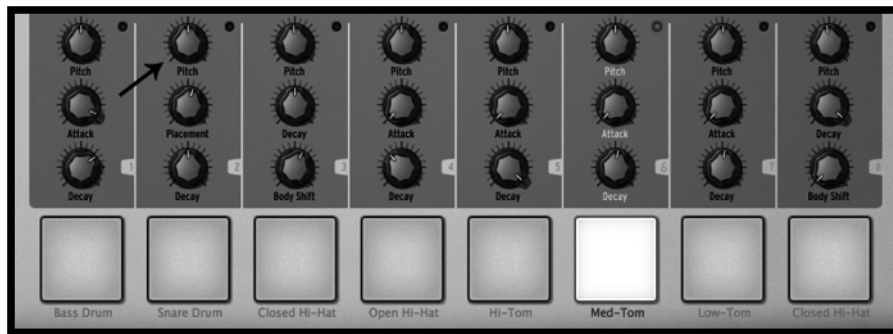 Pitch Pitch Pitch Pitch Pitch Pitch Pitch Pitch
Attack Placement Decay Attack Attack Attack Attack Decay
1 2 3 4 5 6 7 8
Decay Decay Body Shift Decay Decay Decay Decay Body Shift
Bass Drum Snare Drum Closed Hi-Hat Open Hi-Hat Hi-Tom Med-Tom Low-Tom Closed Hi-Hat